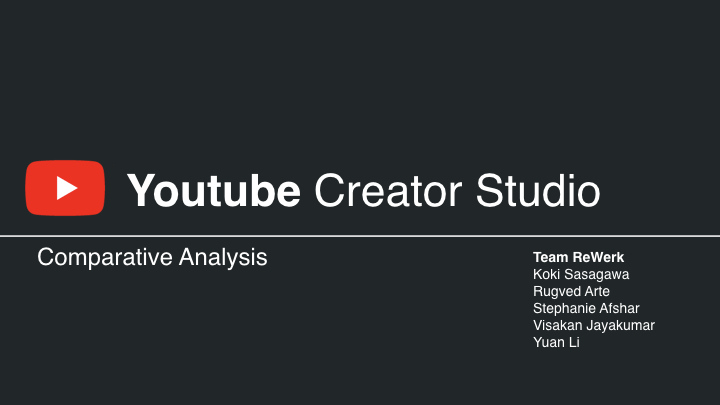 Youtube Creator Studio
Comparative Analysis
Team ReWerk
Koki Sasagawa
Rugved Arte
Stephanie Afshar
Visakan Jayakumar
Yuan Li